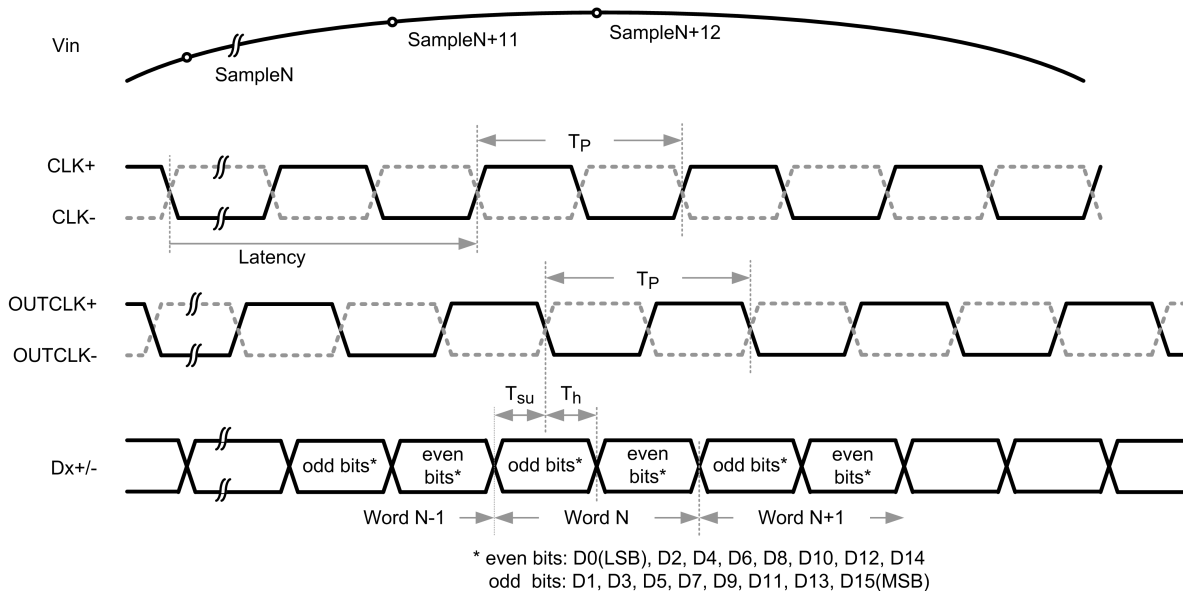 Vin
SampleN
SampleN+11
SampleN+12
CLK+
CLK-
TP
Latency
OUTCLK+
OUTCLK-
TP
Tsu
Th
Dx+/-
odd bits*
even
bits*
odd bits*
even
bits*
odd bits*
even
bits*
Word N-1
Word N
Word N+1
* even bits: D0(LSB), D2, D4, D6, D8, D10, D12, D14
odd bits: D1, D3, D5, D7, D9, D11, D13, D15(MSB)